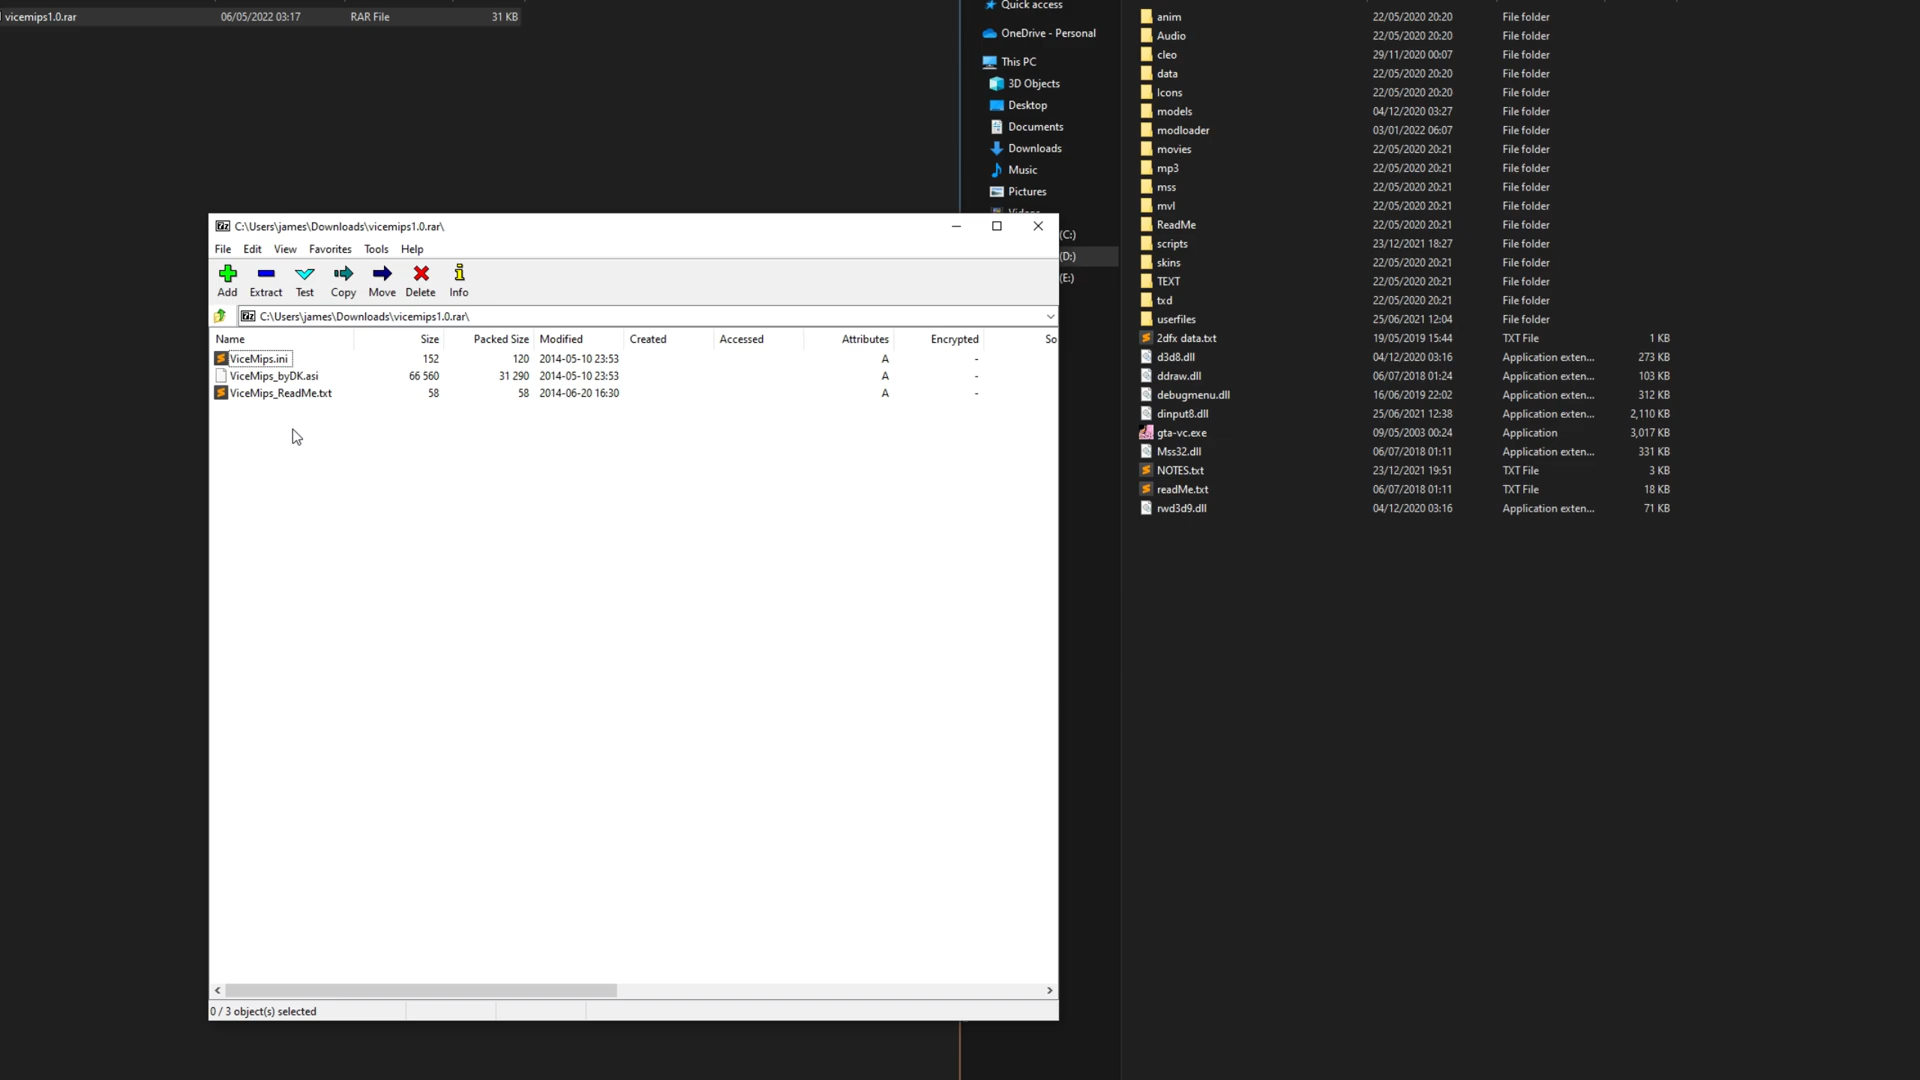 vicemips1.0.rar 06/05/2022 03:17 RAR File 31 KB
Quick access
OneDrive - Personal
This PC
3D Objects
Desktop
Documents
Downloads
Music
Pictures
(C:)
(D:)
(E:)
C:\Users\james\Downloads\vicemips1.0.rar\
File Edit View Favorites Tools Help
Add Extract Test Copy Move Delete Info
C:\Users\james\Downloads\vicemips1.0.rar\
Name Size Packed Size Modified Created Accessed Attributes Encrypted So
ViceMips.ini 152 120 2014-05-10 23:53 A -
ViceMips_byDK.asi 66 560 31 290 2014-05-10 23:53 A -
ViceMips_ReadMe.txt 58 58 2014-06-20 16:30 A -
0 / 3 object(s) selected
anim 22/05/2020 20:20 File folder
Audio 22/05/2020 20:20 File folder
cleo 29/11/2020 00:07 File folder
data 22/05/2020 20:20 File folder
Icons 22/05/2020 20:20 File folder
models 04/12/2020 03:27 File folder
modloader 03/01/2022 06:07 File folder
movies 22/05/2020 20:21 File folder
mp3 22/05/2020 20:21 File folder
mss 22/05/2020 20:21 File folder
mvl 22/05/2020 20:21 File folder
ReadMe 22/05/2020 20:21 File folder
scripts 23/12/2021 18:27 File folder
skins 22/05/2020 20:21 File folder
TEXT 22/05/2020 20:21 File folder
txd 22/05/2020 20:21 File folder
userfiles 25/06/2021 12:04 File folder
2dfx data.txt 19/05/2019 15:44 TXT File 1 KB
d3d8.dll 04/12/2020 03:16 Application exten... 273 KB
ddraw.dll 06/07/2018 01:24 Application exten... 103 KB
debugmenu.dll 16/06/2019 22:02 Application exten... 312 KB
dinput8.dll 25/06/2021 12:38 Application exten... 2,110 KB
gta-vc.exe 09/05/2003 00:24 Application 3,017 KB
Mss32.dll 06/07/2018 01:11 Application exten... 331 KB
NOTES.txt 23/12/2021 19:51 TXT File 3 KB
readMe.txt 06/07/2018 01:11 TXT File 18 KB
rwd3d9.dll 04/12/2020 03:16 Application exten... 71 KB